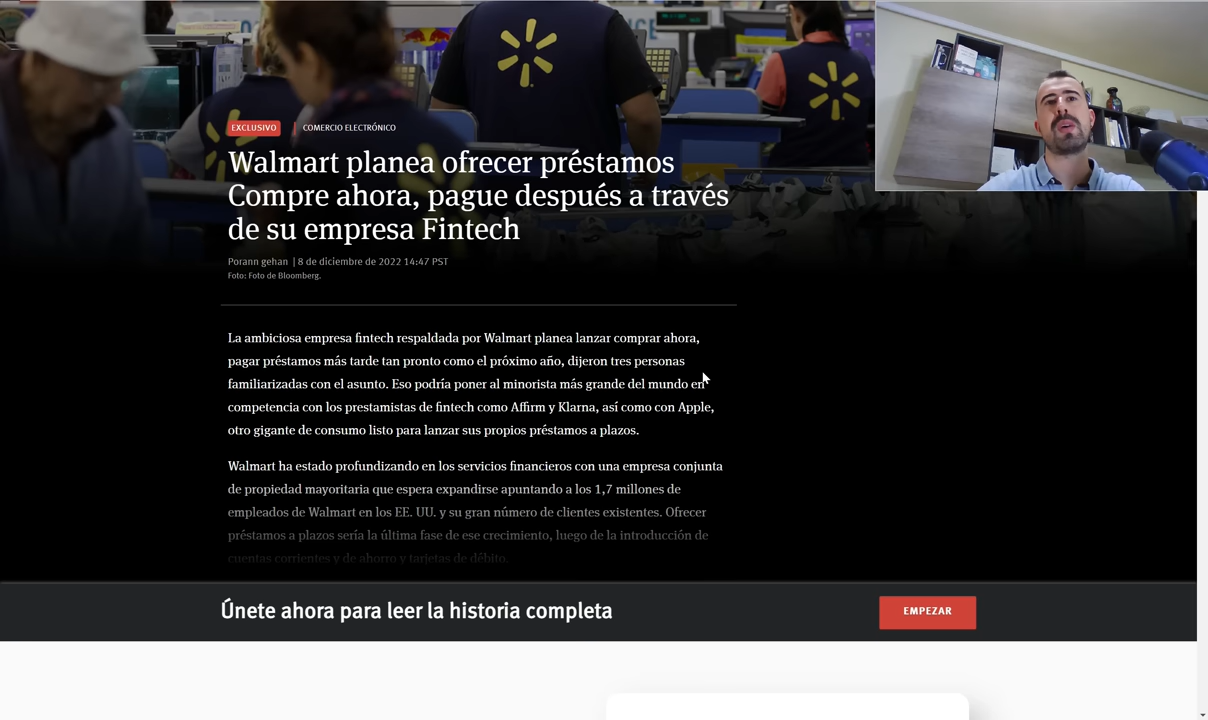 EXCLUSIVO
COMERCIO ELECTRÓNICO
Walmart planea ofrecer préstamos
Compre ahora, pague después a través
de su empresa Fintech
Porann gehan | 8 de diciembre de 2022 14:47 PST
Foto: Foto de Bloomberg.
La ambiciosa empresa fintech respaldada por Walmart planea lanzar comprar ahora,
pagar préstamos más tarde tan pronto como el próximo año, dijeron tres personas
familiarizadas con el asunto. Eso podría poner al minorista más grande del mundo en
competencia con los prestamistas de fintech como Affirm y Klarna, así como con Apple,
otro gigante de consumo listo para lanzar sus propios préstamos a plazos.
Walmart ha estado profundizando en los servicios financieros con una empresa conjunta
de propiedad mayoritaria que espera expandirse apuntando a los 1,7 millones de
empleados de Walmart en los EE. UU. y su gran número de clientes existentes. Ofrecer
préstamos a plazos sería la última fase de ese crecimiento, luego de la introducción de
cuentas corrientes y de ahorro y tarjetas de débito.
Únete ahora para leer la historia completa
EMPEZAR